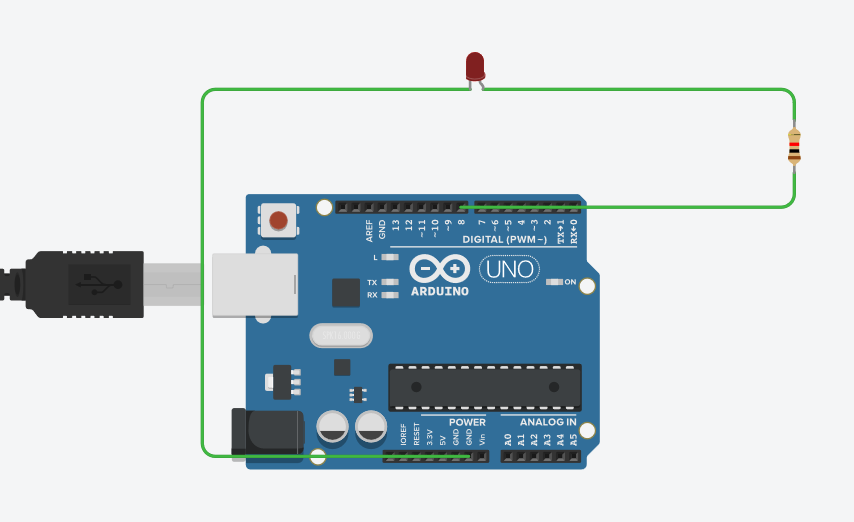 AREF
GND
13
12
~11
~10
~9
8
7
~6
~5
4
~3
2
TX→1
RX←0
DIGITAL (PWM~)
L
TX
RX
ARDUINO
UNO
ON
POWER
ANALOG IN
IOREF
RESET
3.3V
5V
GND
GND
Vin
A0
A1
A2
A3
A4
A5